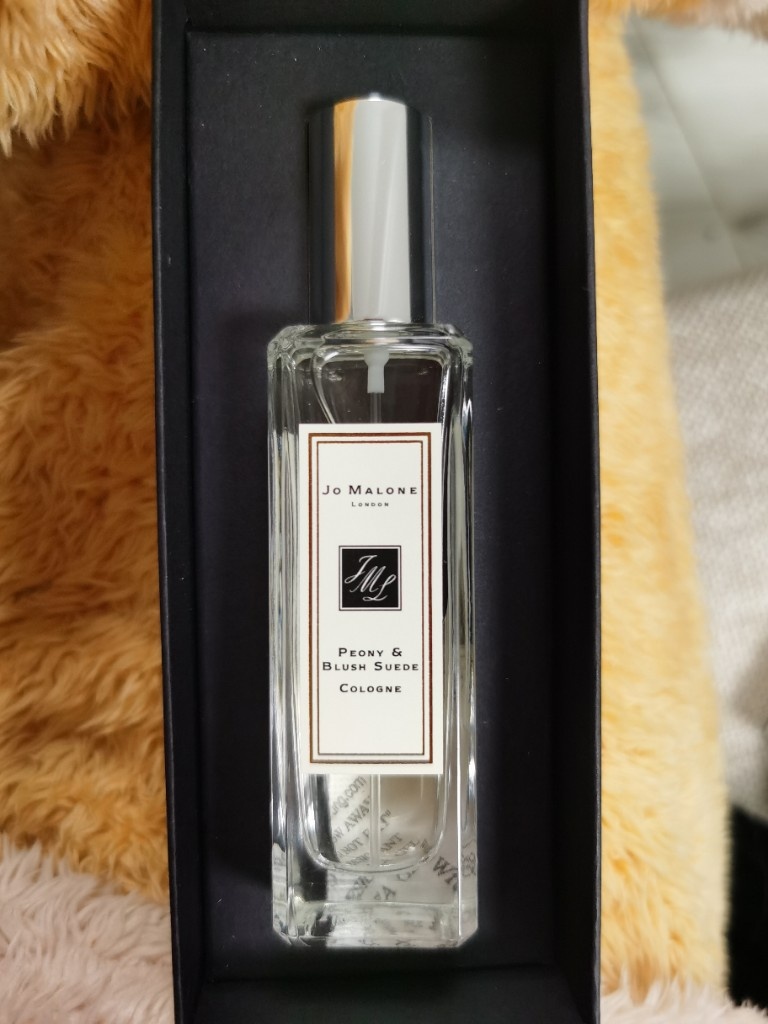 Jo Malone
London
JML
Peony &
Blush Suede
Cologne